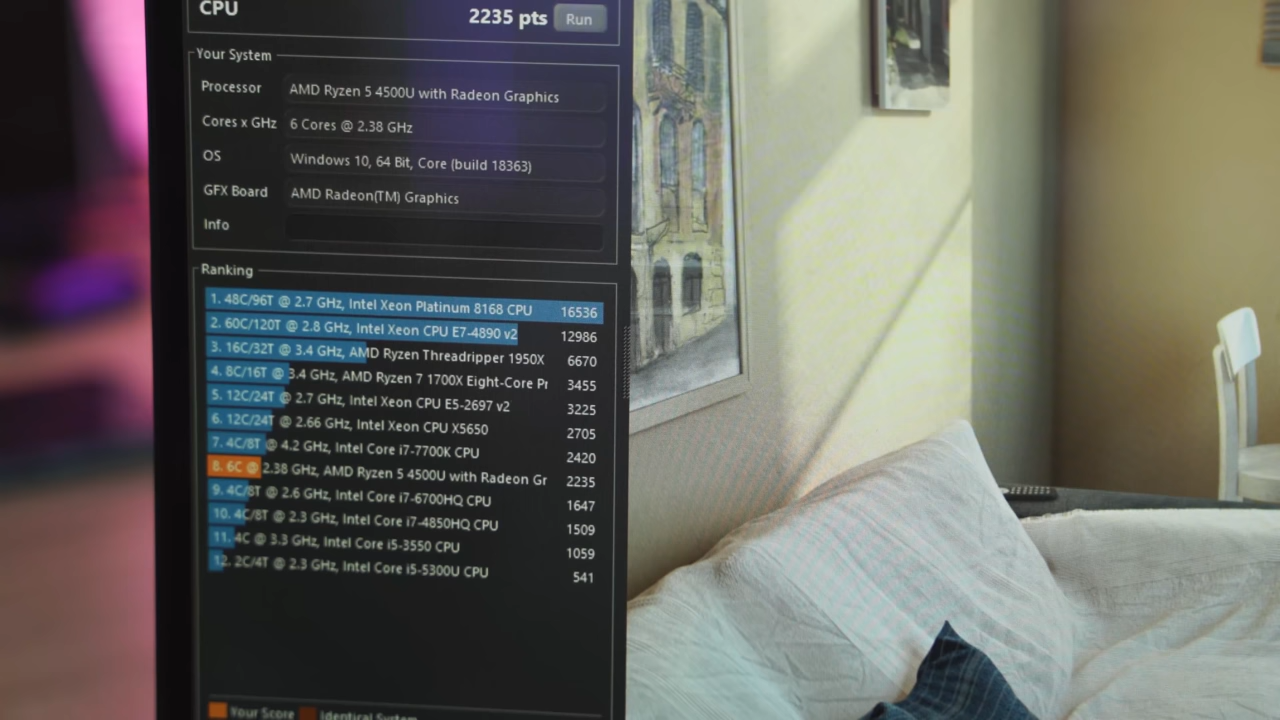 CPU 2235 pts Run
Your System
Processor AMD Ryzen 5 4500U with Radeon Graphics
Cores x GHz 6 Cores @ 2.38 GHz
OS Windows 10, 64 Bit, Core (build 18363)
GFX Board AMD Radeon(TM) Graphics
Info
Ranking
1. 48C/96T @ 2.7 GHz, Intel Xeon Platinum 8168 CPU 16536
2. 60C/120T @ 2.8 GHz, Intel Xeon CPU E7-4890 v2 12986
3. 16C/32T @ 3.4 GHz, AMD Ryzen Threadripper 1950X 6670
4. 8C/16T @ 3.4 GHz, AMD Ryzen 7 1700X Eight-Core Pr 3455
5. 12C/24T @ 2.7 GHz, Intel Xeon CPU E5-2697 v2 3225
6. 12C/24T @ 2.66 GHz, Intel Xeon CPU X5650 2705
7. 4C/8T @ 4.2 GHz, Intel Core i7-7700K CPU 2420
8. 6C @ 2.38 GHz, AMD Ryzen 5 4500U with Radeon Gr 2235
9. 4C/8T @ 2.6 GHz, Intel Core i7-6700HQ CPU 1647
10. 4C/8T @ 2.3 GHz, Intel Core i7-4850HQ CPU 1509
11. 4C @ 3.3 GHz, Intel Core i5-3550 CPU 1059
12. 2C/4T @ 2.3 GHz, Intel Core i5-5300U CPU 541
Your Score Identical System